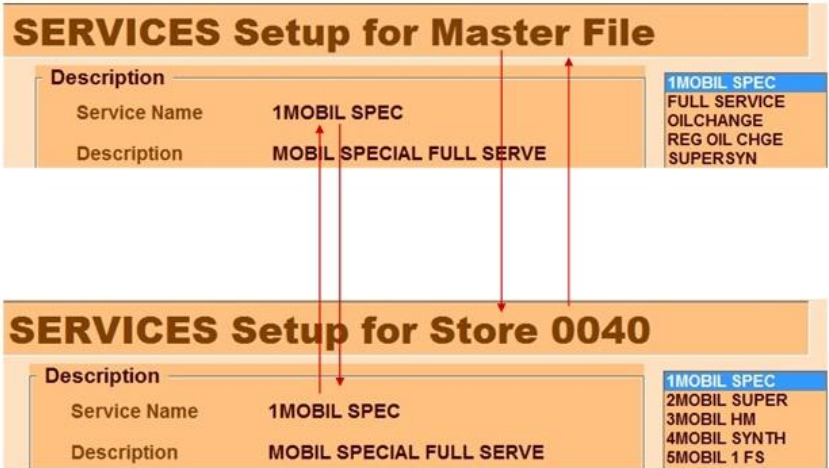 SERVICES Setup for Master File
Description
Service Name 1MOBIL SPEC
Description MOBIL SPECIAL FULL SERVE
1MOBIL SPEC
FULL SERVICE
OILCHANGE
REG OIL CHGE
SUPERSYN
SERVICES Setup for Store 0040
Description
Service Name 1MOBIL SPEC
Description MOBIL SPECIAL FULL SERVE
1MOBIL SPEC
2MOBIL SUPER
3MOBIL HM
4MOBIL SYNTH
5MOBIL 1 FS